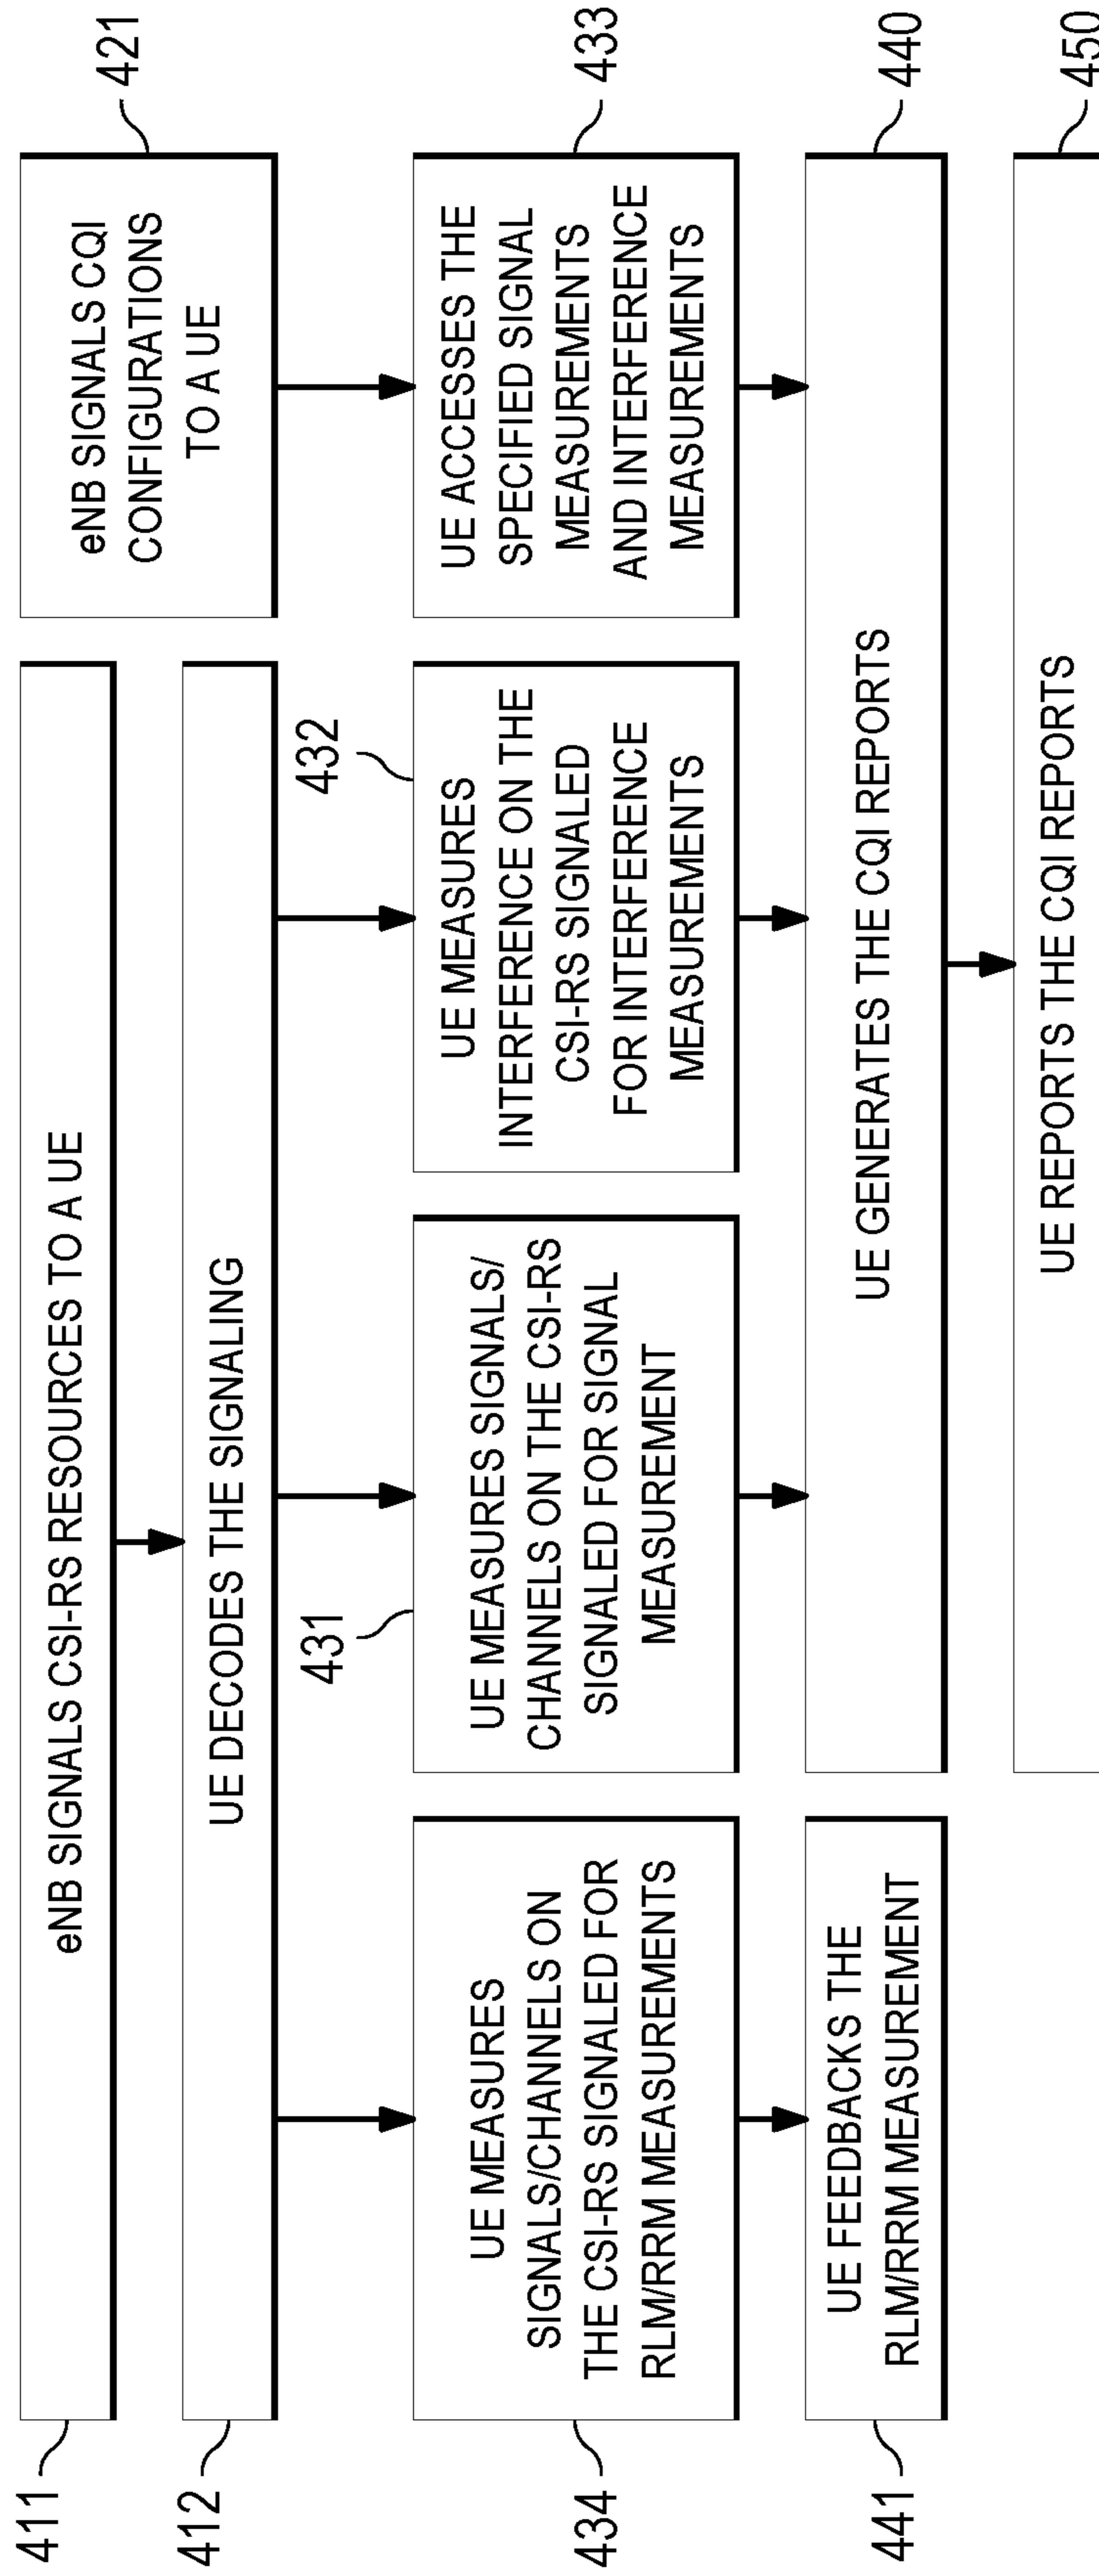 411
eNB SIGNALS CSI-RS RESOURCES TO A UE
eNB SIGNALS CQI
CONFIGURATIONS
TO A UE
421
412
UE DECODES THE SIGNALING
434
UE MEASURES
SIGNALS/CHANNELS ON
THE CSI-RS SIGNALED FOR
RLM/RRM MEASUREMENTS
431
UE MEASURES SIGNALS/
CHANNELS ON THE CSI-RS
SIGNALED FOR SIGNAL
MEASUREMENT
432
UE MEASURES
INTERFERENCE ON THE
CSI-RS SIGNALED
FOR INTERFERENCE
MEASUREMENTS
UE ACCESSES THE
SPECIFIED SIGNAL
MEASUREMENTS
AND INTERFERENCE
MEASUREMENTS
433
441
UE FEEDBACKS THE
RLM/RRM MEASUREMENT
UE GENERATES THE CQI REPORTS
440
UE REPORTS THE CQI REPORTS
450